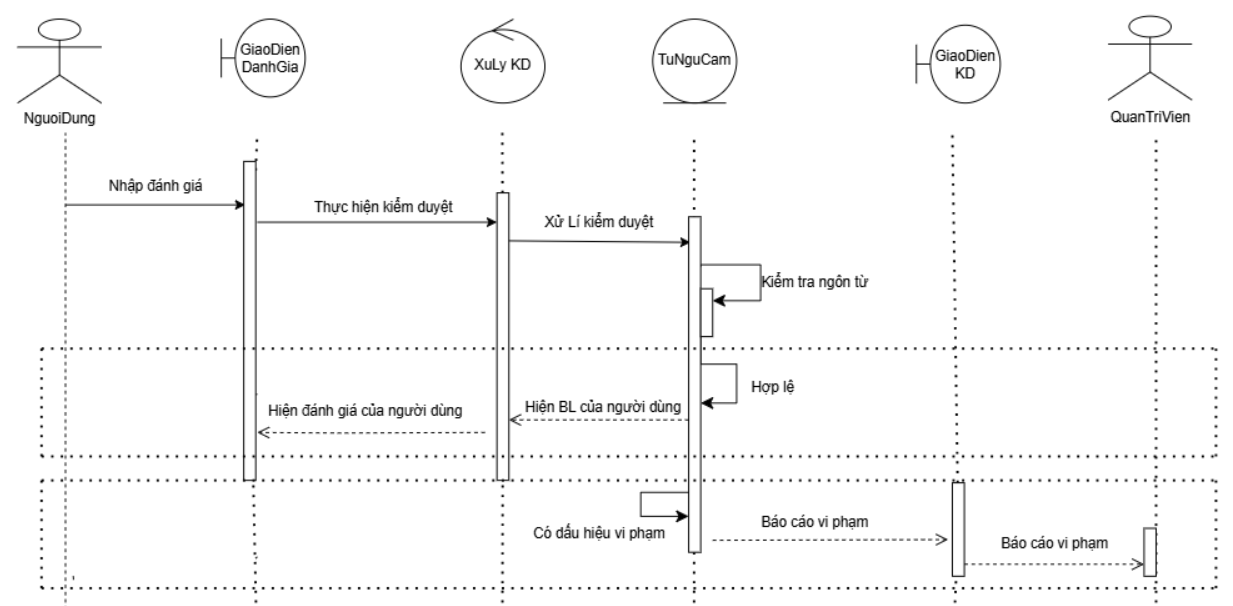 GiaoDien
DanhGia
XuLy KD
TuNguCam
GiaoDien
KD
NguoiDung
QuanTriVien
Nhập đánh giá
Thực hiện kiểm duyệt
Xử Lí kiểm duyệt
Kiểm tra ngôn từ
Hợp lệ
Hiện BL của người dùng
Hiện đánh giá của người dùng
Có dấu hiệu vi phạm
Báo cáo vi phạm
Báo cáo vi phạm